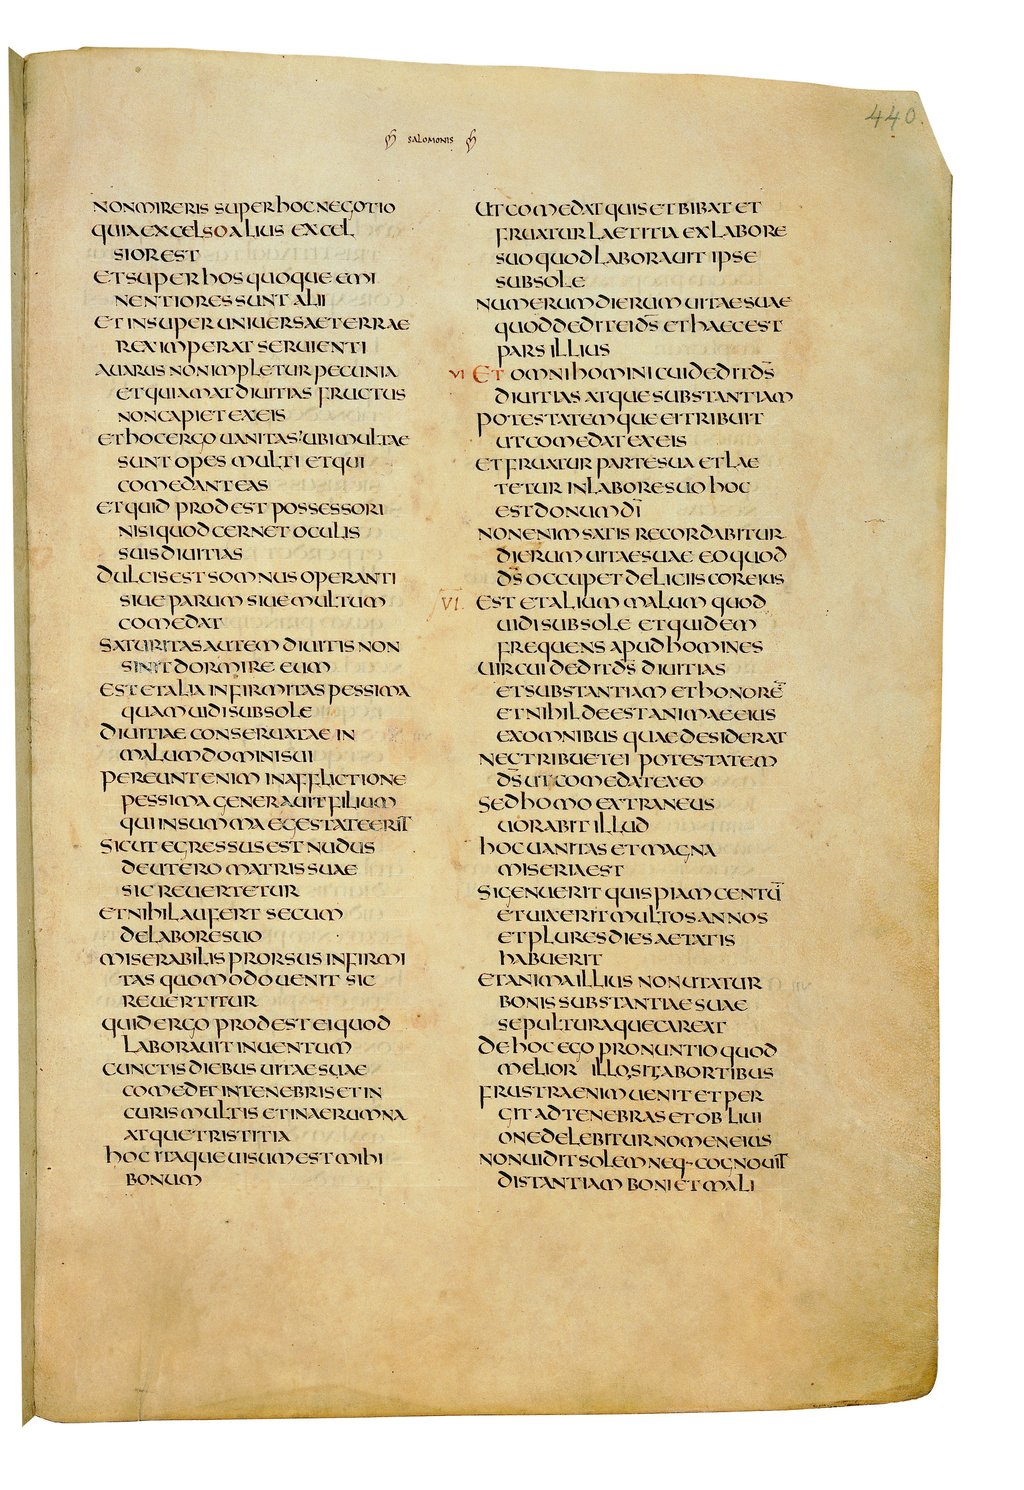 440.
SALOMONIS
NONMIRERIS SUPER HOC NEGOTIO
QUIA EXCELSO ALIUS EXCEL
SIOR EST
ET SUPER HOS QUOQUE EMI
NENTIORES SUNT ALII
ET INSUPER UNIUERSAE TERRAE
REX IMPERAT SERUIENTI
AUARUS NON IMPLETUR PECUNIA
ET QUI AMAT DIUITIAS FRUCTUS
NON CAPIET EX EIS
ET HOC ERGO UANITAS UBI MULTAE
SUNT OPES MULTI ET QUI
COMEDANT EAS
ET QUID PRODEST POSSESSORI
NISI QUOD CERNET OCULIS
SUIS DIUITIAS
DULCIS EST SOMNUS OPERANTI
SIUE PARUM SIUE MULTUM
COMEDAT
SATURITAS AUTEM DIUITIS NON
SINIT DORMIRE EUM
EST ET ALIA INFIRMITAS PESSIMA
QUAM UIDI SUB SOLE
DIUITIAE CONSERUATAE IN
MALUM DOMINI SUI
PEREUNT ENIM IN AFFLICTIONE
PESSIMA GENERAUIT FILIUM
QUI IN SUMMA EGESTATE ERIT
SICUT EGRESSUS EST NUDUS
DE UTERO MATRIS SUAE
SIC REUERTETUR
ET NIHIL AUFERT SECUM
DE LABORE SUO
MISERABILIS PRORSUS INFIRMI
TAS QUOMODO UENIT SIC
REUERTITUR
QUID ERGO PRODEST EI QUOD
LABORAUIT IN UENTUM
CUNCTIS DIEBUS UITAE SUAE
COMEDET IN TENEBRIS ET IN
CURIS MULTIS ET IN AERUMNA
ATQUE TRISTITIA
HOC ITAQUE UISUM EST MIHI
BONUM
UT COMEDAT QUIS ET BIBAT ET
FRUATUR LAETITIA EX LABORE
SUO QUOD LABORAUIT IPSE
SUB SOLE
NUMERUM DIERUM UITAE SUAE
QUOD DEDIT EI DS̄ ET HAEC EST
PARS ILLIUS
VI ET OMNI HOMINI CUI DEDIT DS̄
DIUITIAS ATQUE SUBSTANTIAM
POTESTATEMQUE EI TRIBUIT
UT COMEDAT EX EIS
ET FRUATUR PARTE SUA ET LAE
TETUR IN LABORE SUO HOC
EST DONUM DĪ
NON ENIM SATIS RECORDABITUR
DIERUM UITAE SUAE EO QUOD
DS̄ OCCUPET DELICIIS COR EIUS
VI. EST ET ALIUM MALUM QUOD
UIDI SUB SOLE ET QUIDEM
FREQUENS APUD HOMINES
UIR CUI DEDIT DS̄ DIUITIAS
ET SUBSTANTIAM ET HONORĒ
ET NIHIL DEEST ANIMAE EIUS
EX OMNIBUS QUAE DESIDERAT
NEC TRIBUET EI POTESTATEM
DS̄ UT COMEDAT EX EO
SED HOMO EXTRANEUS
UORABIT ILLUD
HOC UANITAS ET MAGNA
MISERIA EST
SI GENUERIT QUISPIAM CENTŪ
ET UIXERIT MULTOS ANNOS
ET PLURES DIES AETATIS
HABUERIT
ET ANIMA ILLIUS NON UTATUR
BONIS SUBSTANTIAE SUAE
SEPULTURAQUE CAREAT
DE HOC EGO PRONUNTIO QUOD
MELIOR ILLO SIT ABORTIBUS
FRUSTRA ENIM UENIT ET PER
GIT AD TENEBRAS ET OBLIUI
ONE DELEBITUR NOMEN EIUS
NON UIDIT SOLEM NEQ· COGNOUIT
DISTANTIAM BONI ET MALI